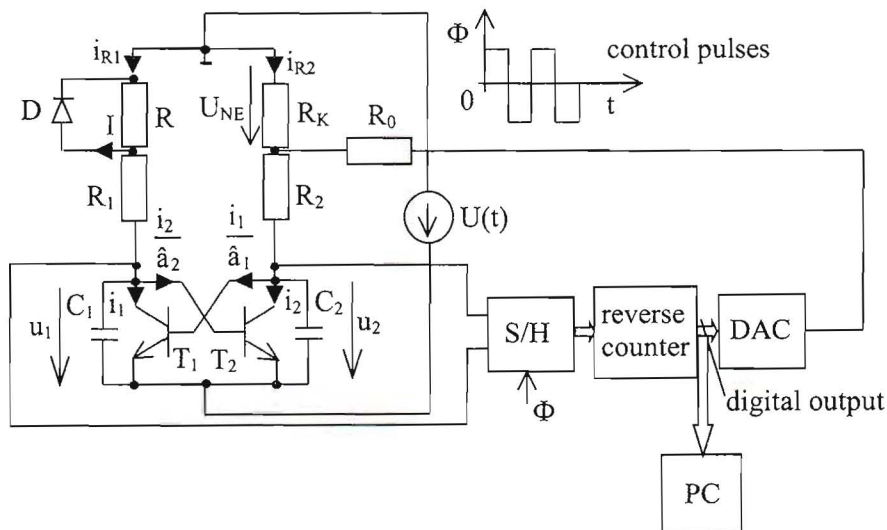 Φ
control pulses
0
t
i_R1
i_R2
D
I
R
U_NE
R_K
R_0
R_1
R_2
U(t)
i_2
â_2
i_1
â_1
C_1
i_1
i_2
C_2
u_1
T_1
T_2
u_2
S/H
reverse
counter
DAC
Φ
digital output
PC